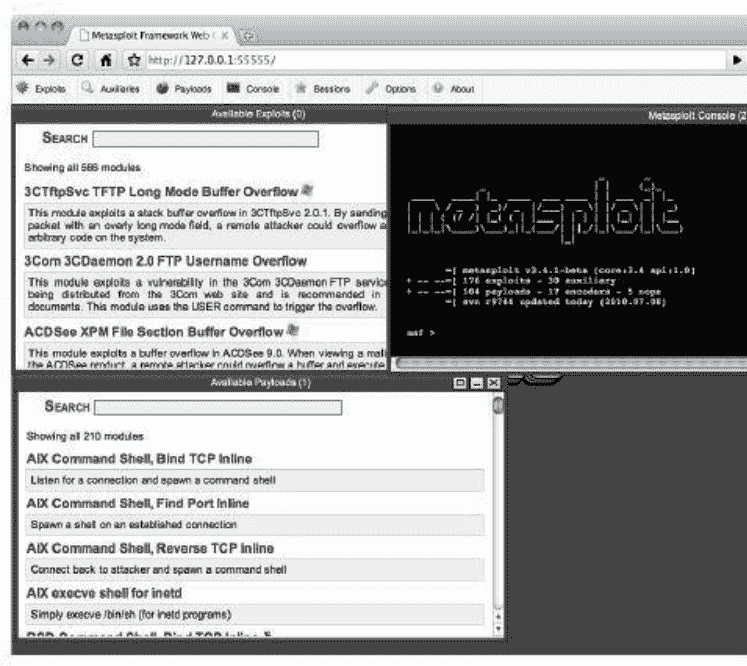 Metasploit Framework Web C
http://127.0.0.1:55555/
Exploits Auxiliaries Payloads Console Sessions Options About
Available Exploits (0)
SEARCH
Showing all 566 modules
3CTftpSvc TFTP Long Mode Buffer Overflow
This module exploits a stack buffer overflow in 3CTftpSvc 2.0.1. By sending
packet with an overly long mode field, a remote attacker could overflow a
arbitrary code on the system.
3Com 3CDaemon 2.0 FTP Username Overflow
This module exploits a vulnerability in the 3Com 3CDaemon FTP service
being distributed from the 3Com web site and is recommended in
documents. This module uses the USER command to trigger the overflow.
ACDSee XPM File Section Buffer Overflow
This module exploits a buffer overflow in ACDSee 9.0. When viewing a mali
the ACDSee product, a remote attacker could overflow a buffer and execute
Metasploit Console (2
metasploit
=[ metasploit v3.4.1-beta [core:3.4 api:1.0]
+ -- --=[ 176 exploits - 30 auxiliary
+ -- --=[ 164 payloads - 17 encoders - 5 nops
=[ svn r9744 updated today (2010.07.08)
msf >
Available Payloads (1)
SEARCH
Showing all 210 modules
AIX Command Shell, Bind TCP Inline
Listen for a connection and spawn a command shell
AIX Command Shell, Find Port Inline
Spawn a shell on an established connection
AIX Command Shell, Reverse TCP Inline
Connect back to attacker and spawn a command shell
AIX execve shell for inetd
Simply execve /bin/sh (for inetd programs)
BSD Command Shell, Bind TCP Inline